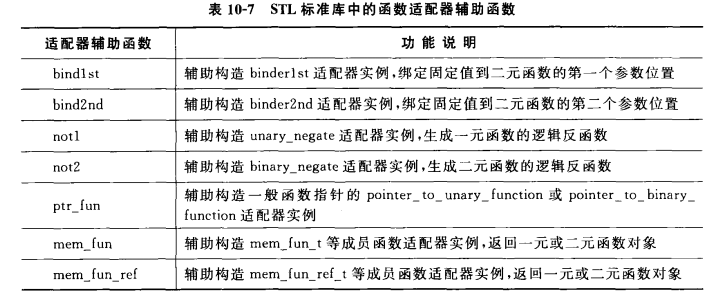 表 10-7 STL 标准库中的函数适配器辅助函数
适配器辅助函数 功能说明
bind1st 辅助构造 binder1st 适配器实例,绑定固定值到二元函数的第一个参数位置
bind2nd 辅助构造 binder2nd 适配器实例,绑定固定值到二元函数的第二个参数位置
not1 辅助构造 unary_negate 适配器实例,生成一元函数的逻辑反函数
not2 辅助构造 binary_negate 适配器实例,生成二元函数的逻辑反函数
ptr_fun 辅助构造一般函数指针的 pointer_to_unary_function 或 pointer_to_binary_
function 适配器实例
mem_fun 辅助构造 mem_fun_t 等成员函数适配器实例,返回一元或二元函数对象
mem_fun_ref 辅助构造 mem_fun_ref_t 等成员函数适配器实例,返回一元或二元函数对象